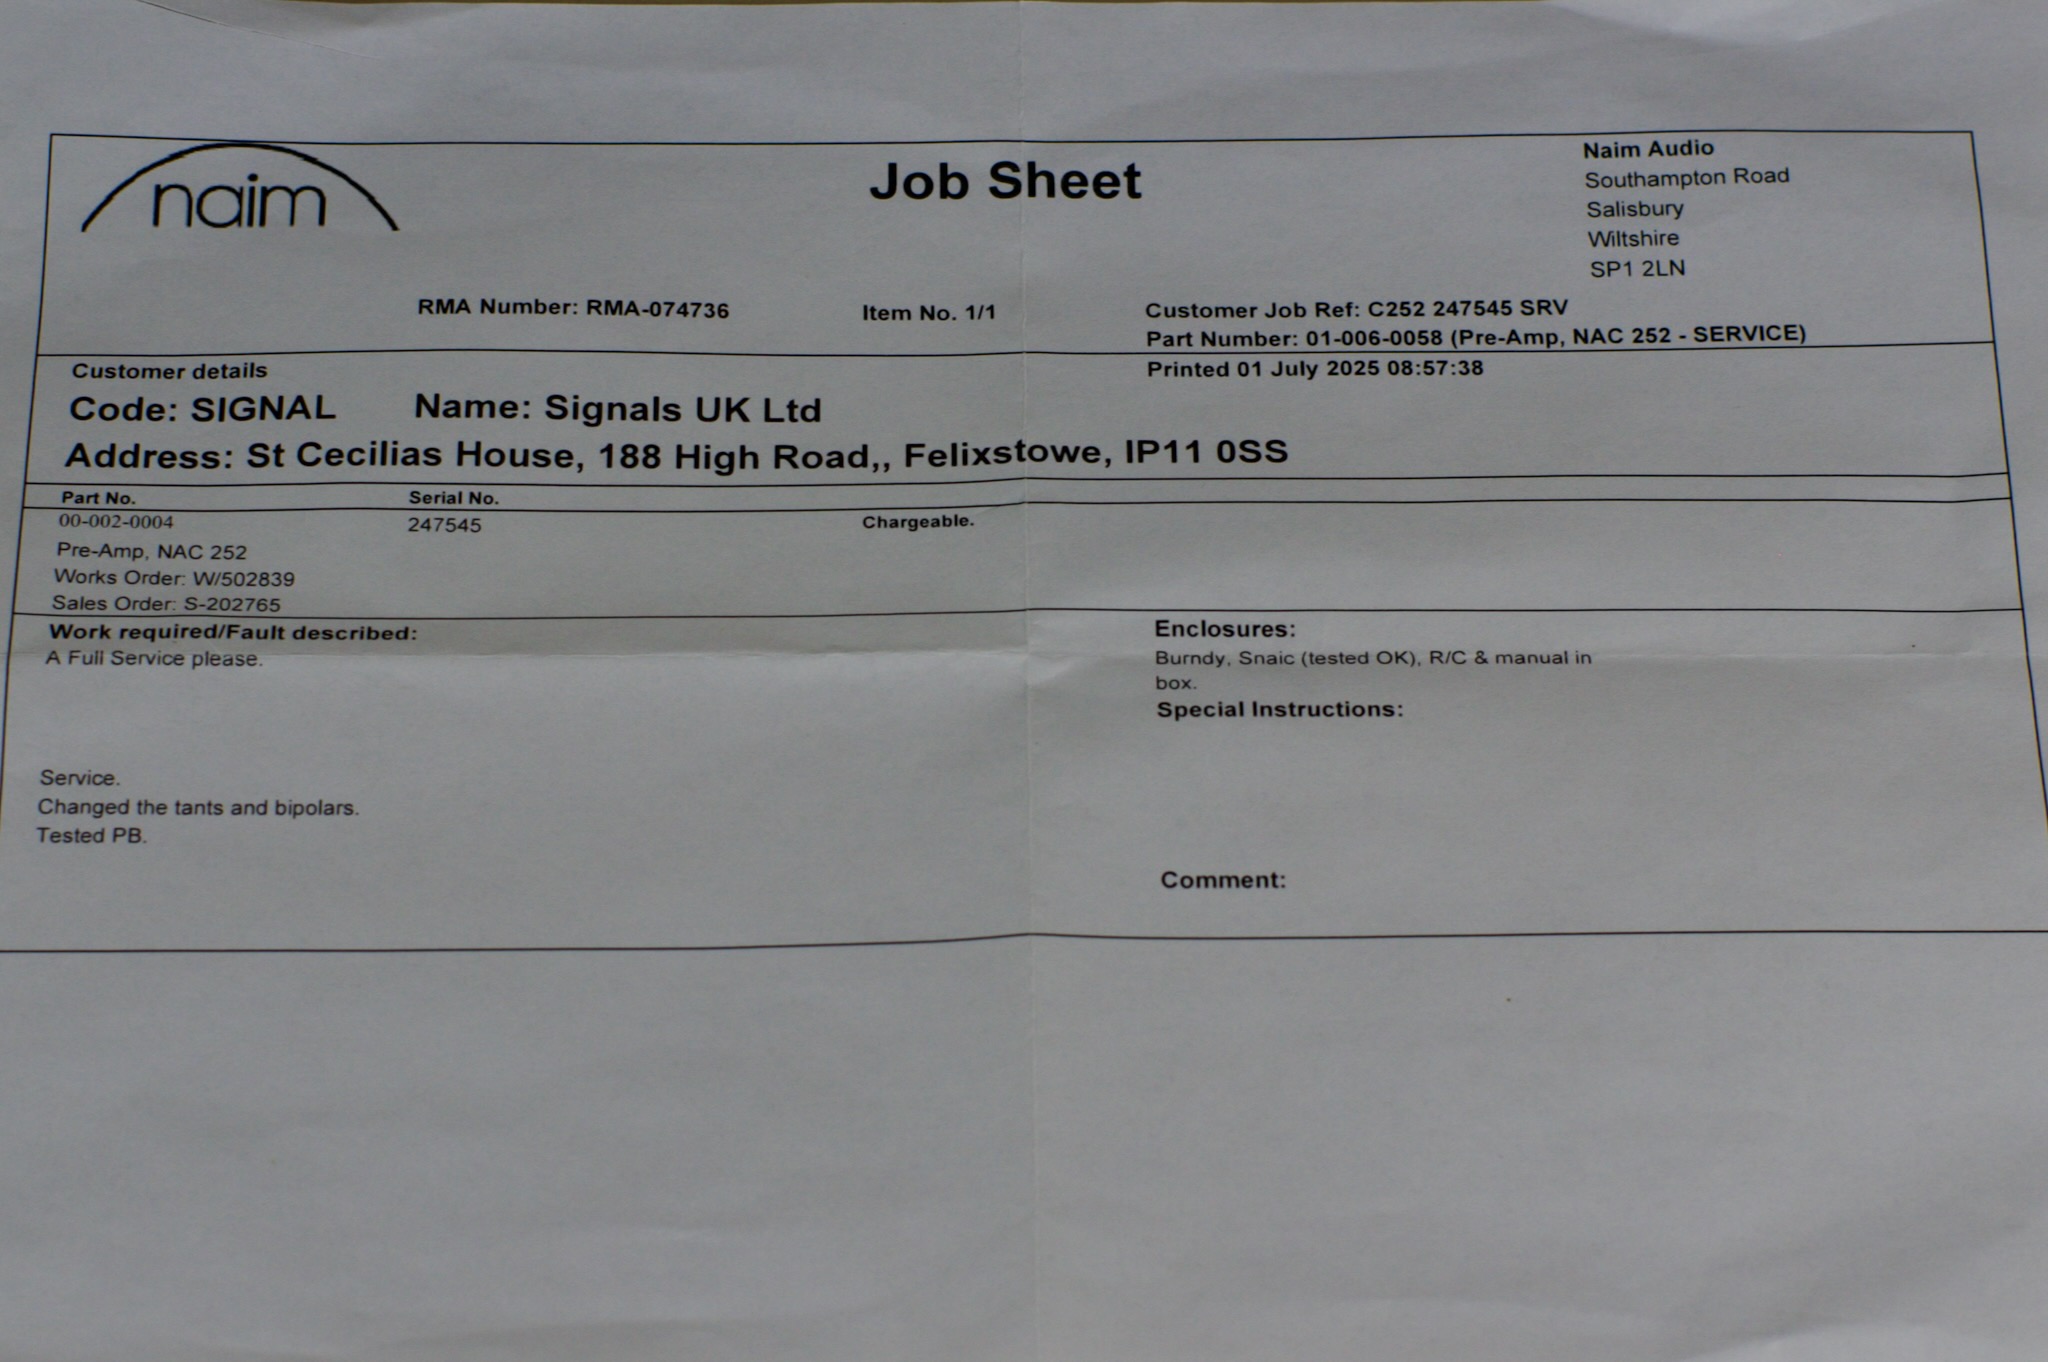 naim
Job Sheet
Naim Audio
Southampton Road
Salisbury
Wiltshire
SP1 2LN
RMA Number: RMA-074736 Item No. 1/1 Customer Job Ref: C252 247545 SRV
Part Number: 01-006-0058 (Pre-Amp, NAC 252 - SERVICE)
Customer details Printed 01 July 2025 08:57:38
Code: SIGNAL Name: Signals UK Ltd
Address: St Cecilias House, 188 High Road,, Felixstowe, IP11 0SS
Part No. Serial No.
00-002-0004 247545 Chargeable.
Pre-Amp, NAC 252
Works Order: W/502839
Sales Order: S-202765
Work required/Fault described:
A Full Service please.
Enclosures:
Burndy, Snaic (tested OK), R/C & manual in
box.
Special Instructions:
Service.
Changed the tants and bipolars.
Tested PB.
Comment: